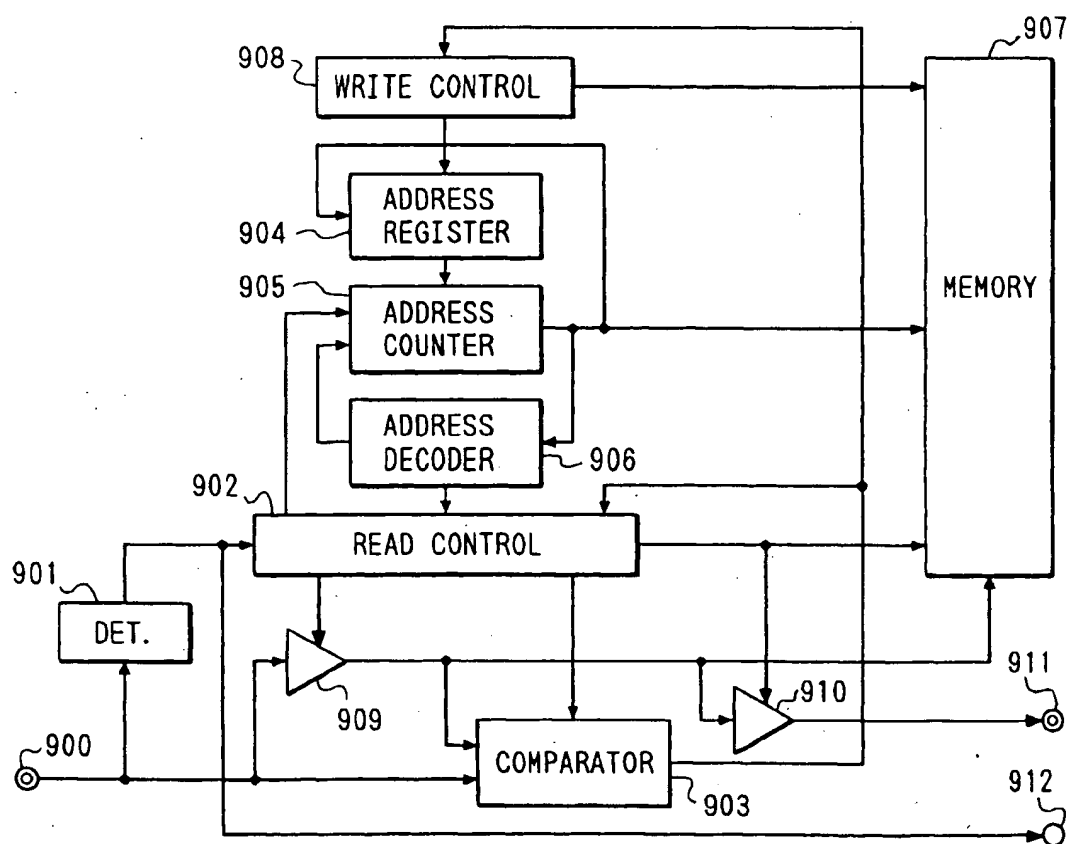 907
908
WRITE CONTROL
ADDRESS
REGISTER
904
905
ADDRESS
COUNTER
MEMORY
ADDRESS
DECODER
906
902
READ CONTROL
901
DET.
909
910
911
900
COMPARATOR
903
912